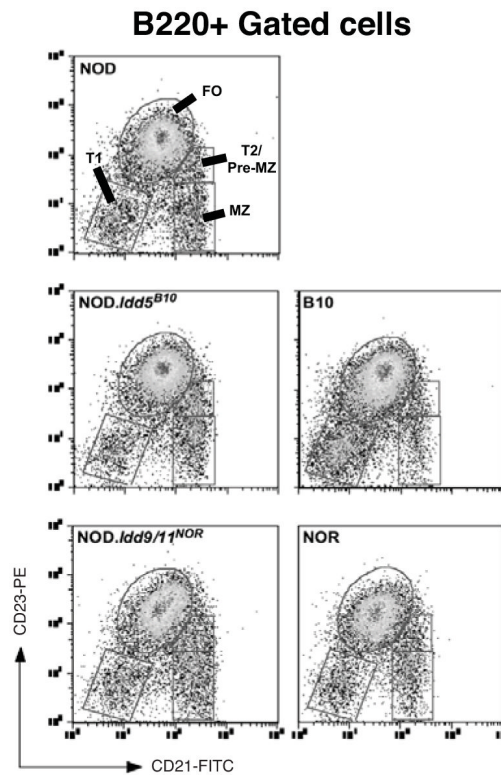 B220+ Gated cells
NOD
FO
T1
T2/
Pre-MZ
MZ
NOD.Idd5B10
B10
NOD.Idd9/11NOR
NOR
CD23-PE
CD21-FITC